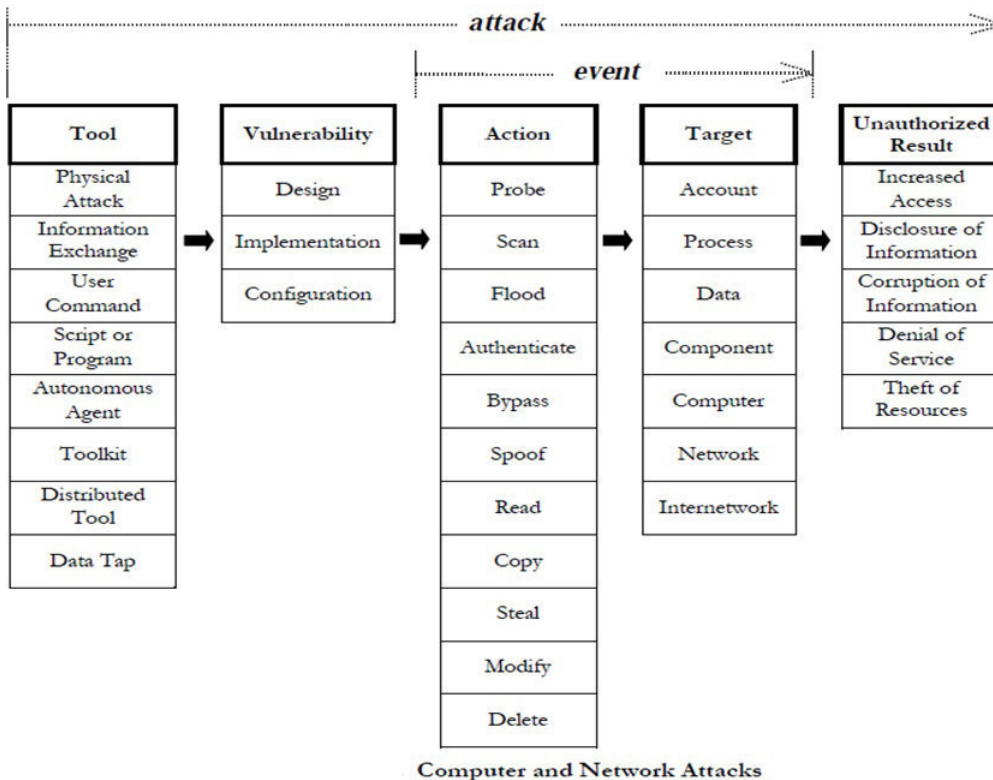 attack
event
Tool
Physical
Attack
Information
Exchange
User
Command
Script or
Program
Autonomous
Agent
Toolkit
Distributed
Tool
Data Tap
Vulnerability
Design
Implementation
Configuration
Action
Probe
Scan
Flood
Authenticate
Bypass
Spoof
Read
Copy
Steal
Modify
Delete
Target
Account
Process
Data
Component
Computer
Network
Internetwork
Unauthorized
Result
Increased
Access
Disclosure of
Information
Corruption of
Information
Denial of
Service
Theft of
Resources
Computer and Network Attacks